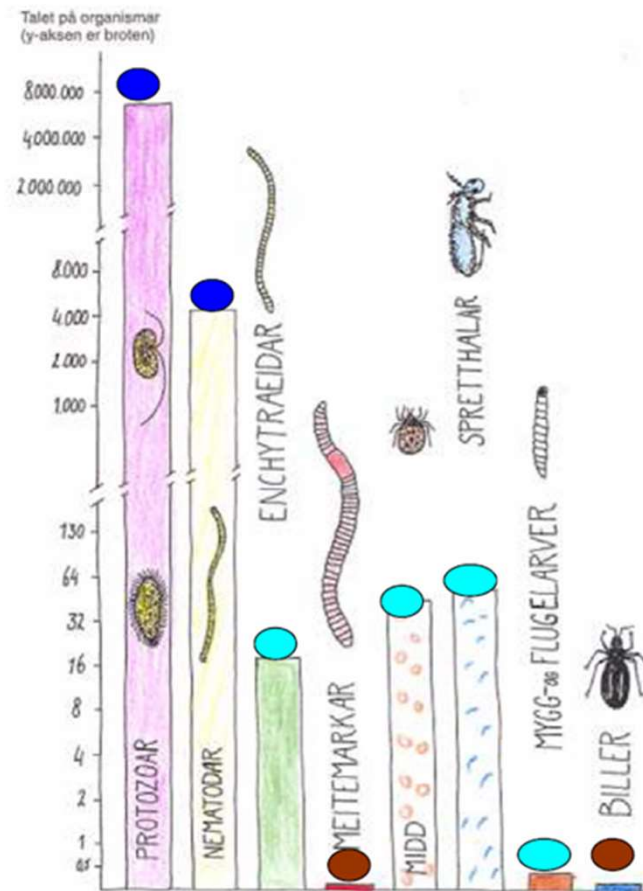 Talet på organismar
(y-aksen er broten)
8.000.000
4.000.000
2.000.000
8.000
4.000
2.000
1.000
130
64
32
16
8
4
2
1
0,5
PROTOZOAR
NEMATODAR
ENCHYTRAEIDAR
MEITEMARKAR
MIDD
SPRETTHALAR
MYGG-OG FLUGELARVER
BILLER